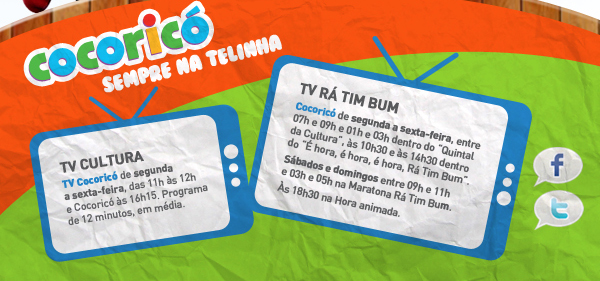 cocoricó
SEMPRE NA TELINHA
TV CULTURA
TV Cocoricó de segunda
a sexta-feira, das 11h às 12h
e Cocoricó às 16h15. Programa
de 12 minutos, em média.
TV RÁ TIM BUM
Cocoricó de segunda a sexta-feira, entre
07h e 09h e 01h e 03h dentro do "Quintal
da Cultura", às 10h30 e às 14h30 dentro
do "É hora, é hora, é hora, Rá Tim Bum".
Sábados e domingos entre 09h e 11h
e 03h e 05h na Maratona Rá Tim Bum.
Às 18h30 na Hora animada.
f
t